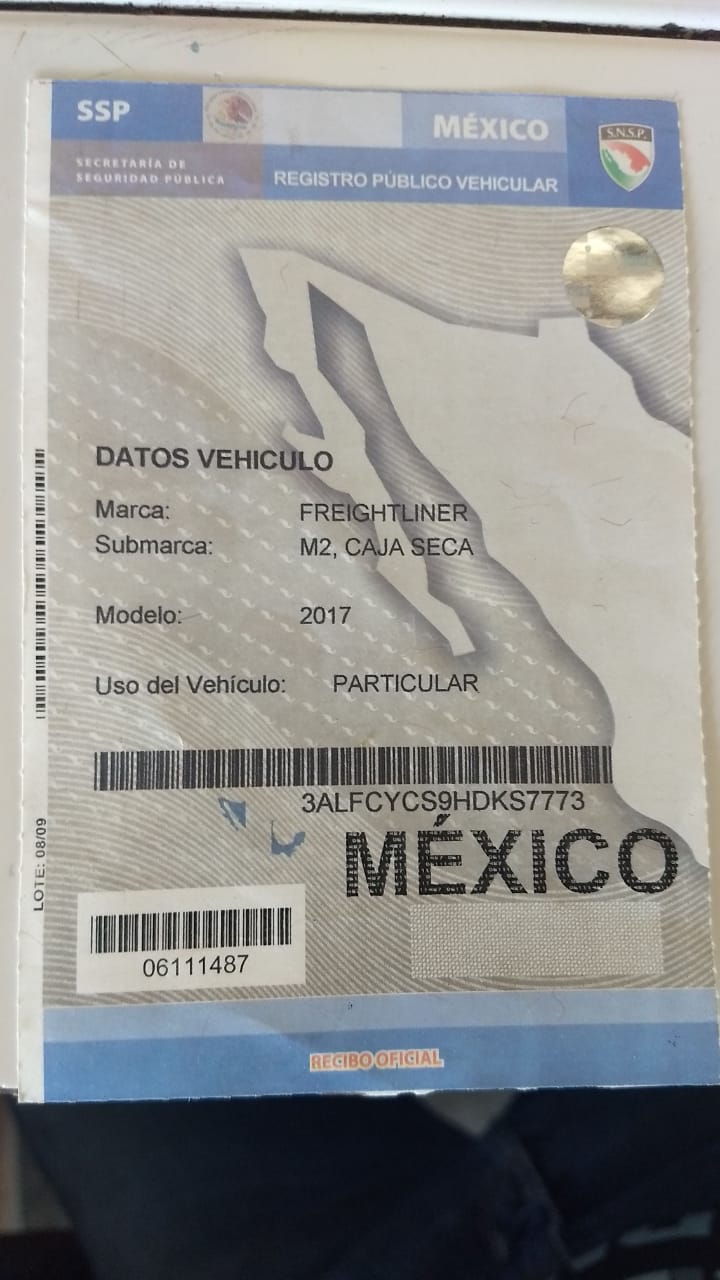 SSP
MÉXICO
S.N.S.P.
SECRETARÍA DE
SEGURIDAD PÚBLICA
REGISTRO PÚBLICO VEHICULAR
DATOS VEHICULO
Marca: FREIGHTLINER
Submarca: M2, CAJA SECA
Modelo: 2017
Uso del Vehículo: PARTICULAR
3ALFCYCS9HDKS7773
MÉXICO
LOTE: 08/09
06111487
RECIBO OFICIAL